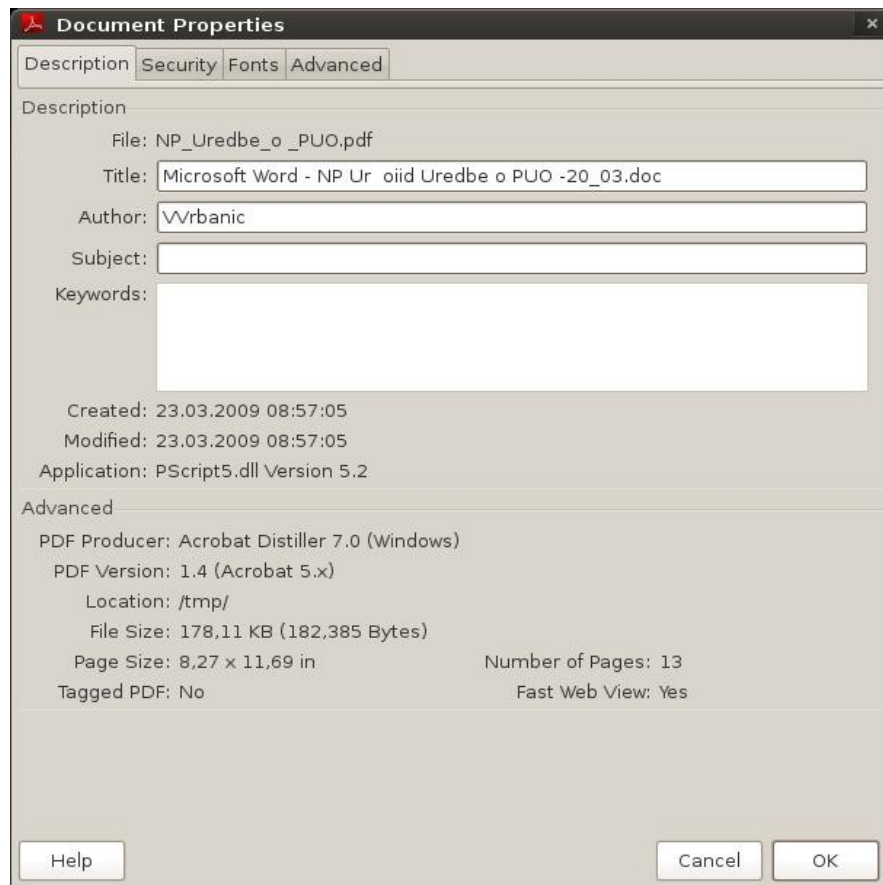 Document Properties
Description Security Fonts Advanced
Description
File: NP_Uredbe_o _PUO.pdf
Title: Microsoft Word - NP Ur  oiid Uredbe o PUO -20_03.doc
Author: VVrbanic
Subject:
Keywords:
Created: 23.03.2009 08:57:05
Modified: 23.03.2009 08:57:05
Application: PScript5.dll Version 5.2
Advanced
PDF Producer: Acrobat Distiller 7.0 (Windows)
PDF Version: 1.4 (Acrobat 5.x)
Location: /tmp/
File Size: 178,11 KB (182,385 Bytes)
Page Size: 8,27 x 11,69 in Number of Pages: 13
Tagged PDF: No Fast Web View: Yes
Help Cancel OK